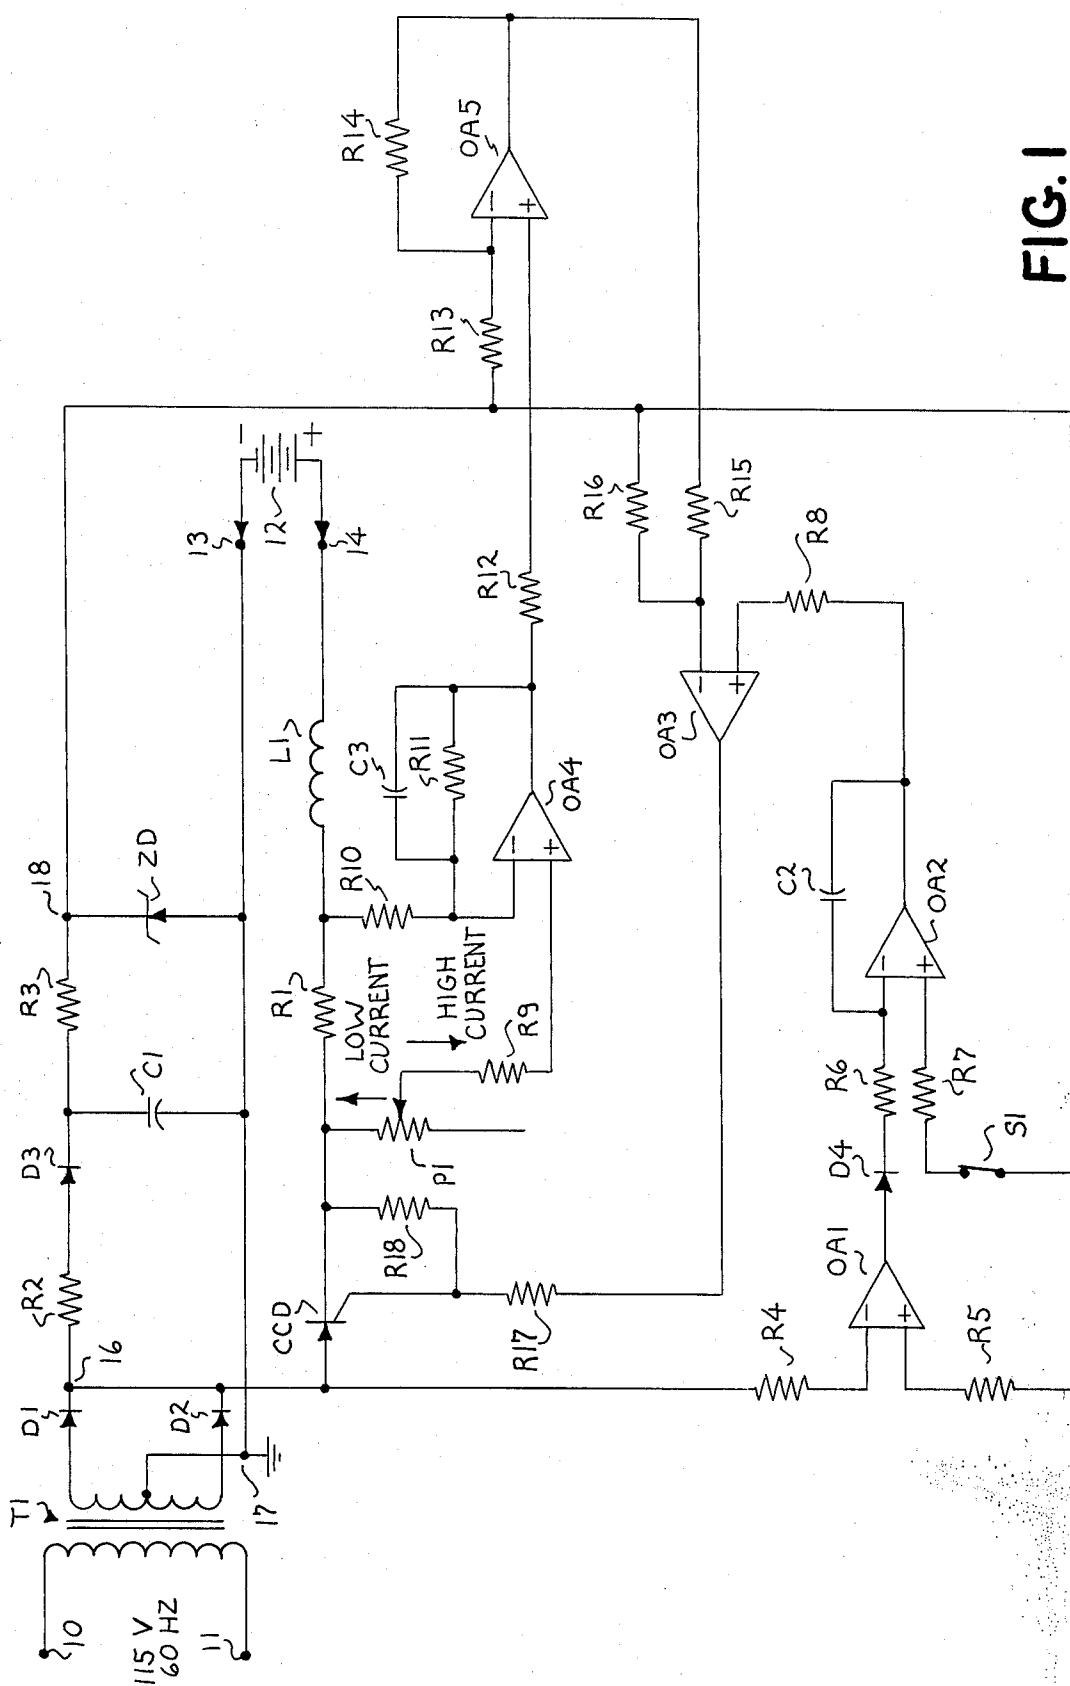 FIG. 1
115 V
60 HZ
10
11
T1
17
D1
D2
16
R2
D3
C1
R3
18
ZD
13
12
-
+
14
CCD
R18
P1
LOW
CURRENT
HIGH
CURRENT
R1
L1
R10
C3
R11
R9
-
+
OA4
R12
R13
R14
-
+
OA5
R16
R15
R17
OA3
-
+
R8
R4
R5
-
+
OA1
D4
R6
R7
S1
C2
-
+
OA2